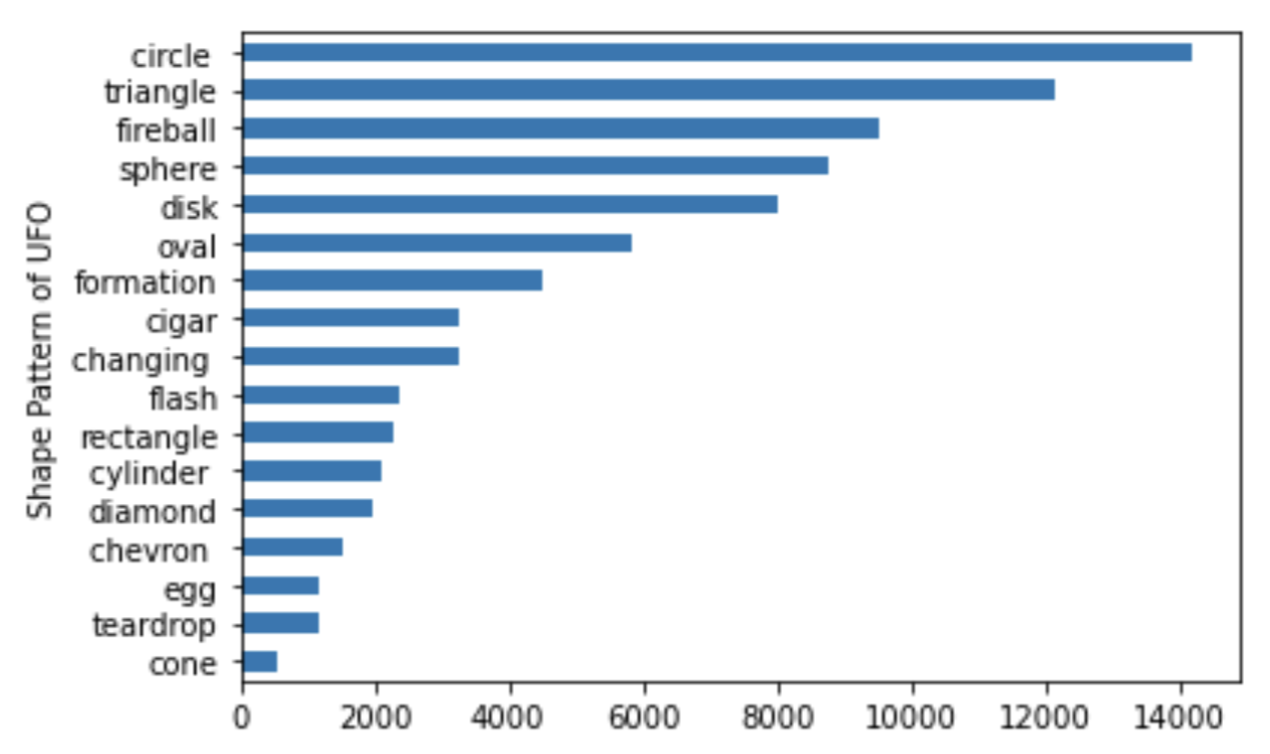 circle
triangle
fireball
sphere
disk
oval
formation
cigar
changing
flash
rectangle
cylinder
diamond
chevron
egg
teardrop
cone
Shape Pattern of UFO
0 2000 4000 6000 8000 10000 12000 14000